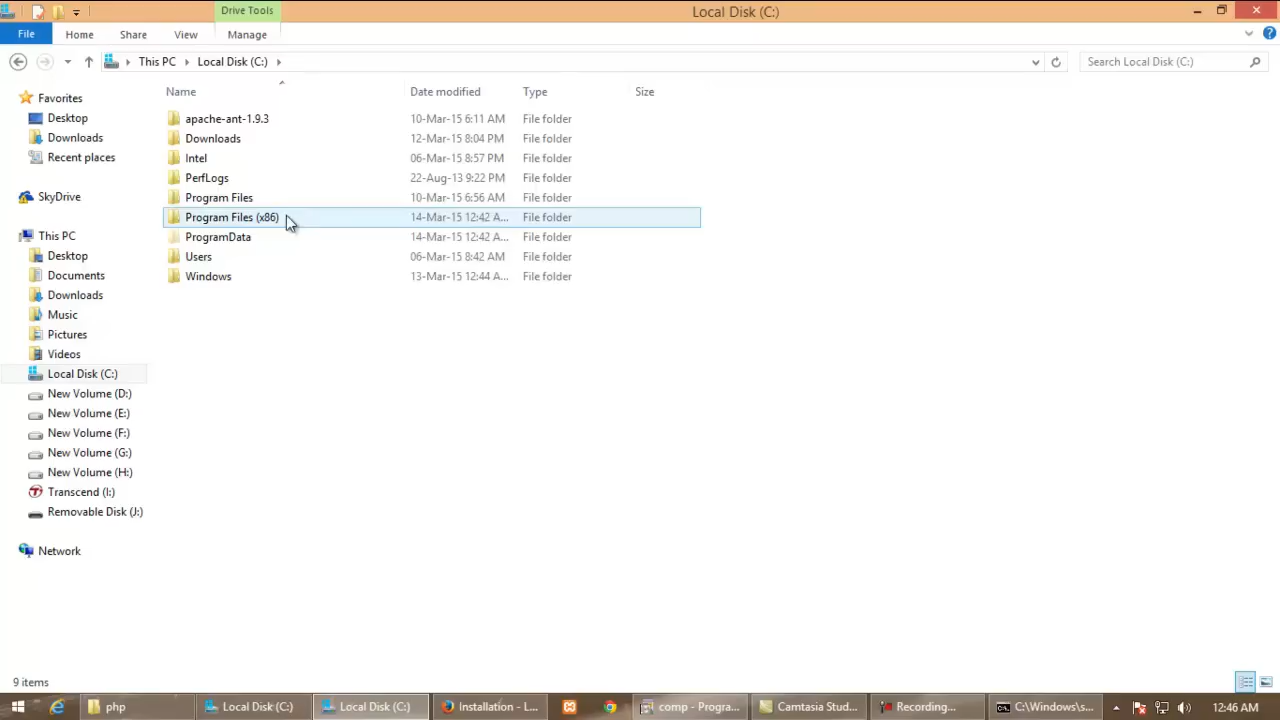 Drive Tools
Local Disk (C:)
File Home Share View Manage
This PC Local Disk (C:)
Search Local Disk (C:)
Name Date modified Type Size
Favorites
Desktop
Downloads
Recent places
SkyDrive
This PC
Desktop
Documents
Downloads
Music
Pictures
Videos
Local Disk (C:)
New Volume (D:)
New Volume (E:)
New Volume (F:)
New Volume (G:)
New Volume (H:)
Transcend (I:)
Removable Disk (J:)
Network
apache-ant-1.9.3 10-Mar-15 6:11 AM File folder
Downloads 12-Mar-15 8:04 PM File folder
Intel 06-Mar-15 8:57 PM File folder
PerfLogs 22-Aug-13 9:22 PM File folder
Program Files 10-Mar-15 6:56 AM File folder
Program Files (x86) 14-Mar-15 12:42 A... File folder
ProgramData 14-Mar-15 12:42 A... File folder
Users 06-Mar-15 8:42 AM File folder
Windows 13-Mar-15 12:44 A... File folder
9 items
php Local Disk (C:) Local Disk (C:) Installation - L... comp - Progra... Camtasia Stud... Recording... C:\Windows\s... 12:46 AM